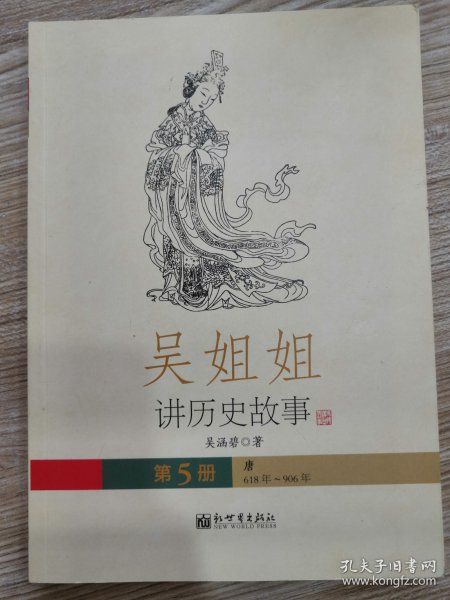 吴姐姐
讲历史故事
吴涵碧◎著
第5册
唐
618年~906年
新世界出版社
NEW WORLD PRESS
孔夫子旧书网
www.kongfz.com